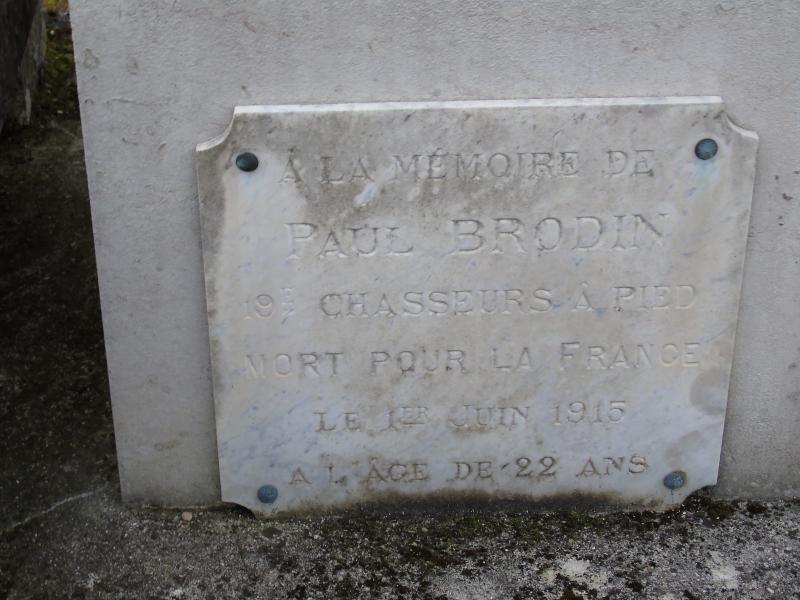 À LA MÉMOIRE DE
PAUL BRODIN
19E CHASSEURS À PIED
MORT POUR LA FRANCE
LE 1ER JUIN 1915
A L'ÂGE DE 22 ANS